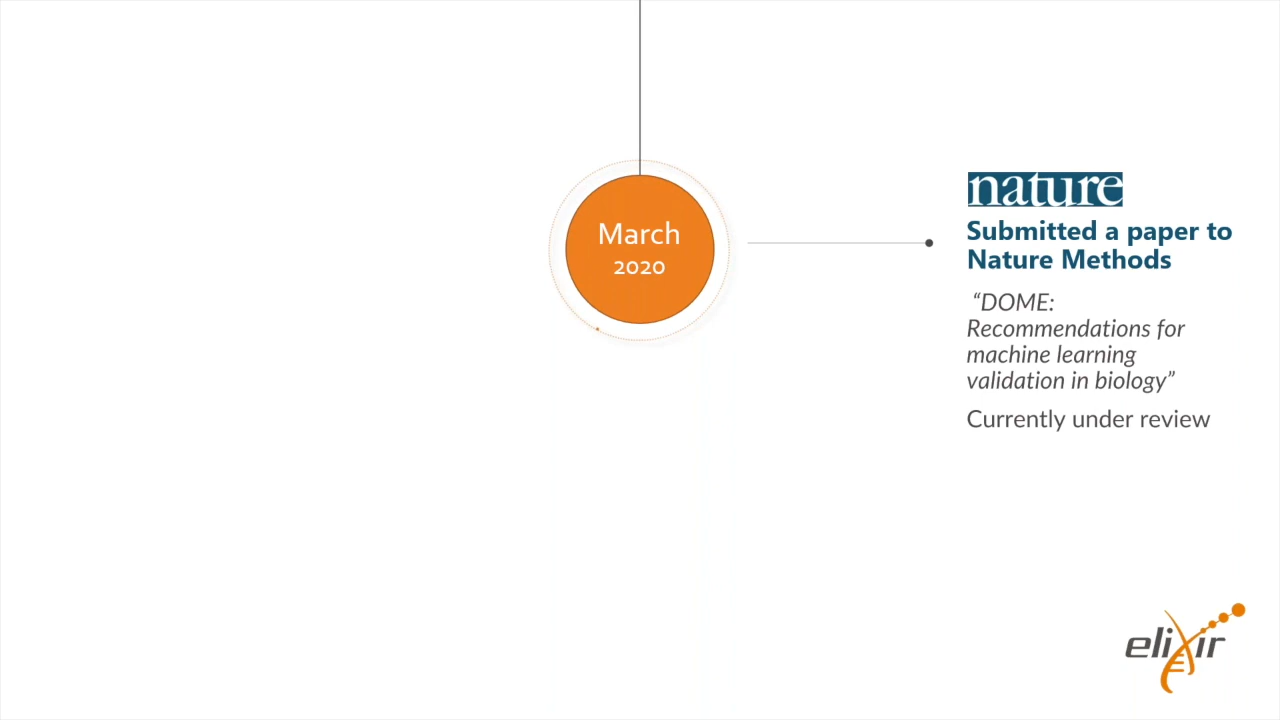 March
2020
nature
Submitted a paper to
Nature Methods
“DOME:
Recommendations for
machine learning
validation in biology”
Currently under review
elixir